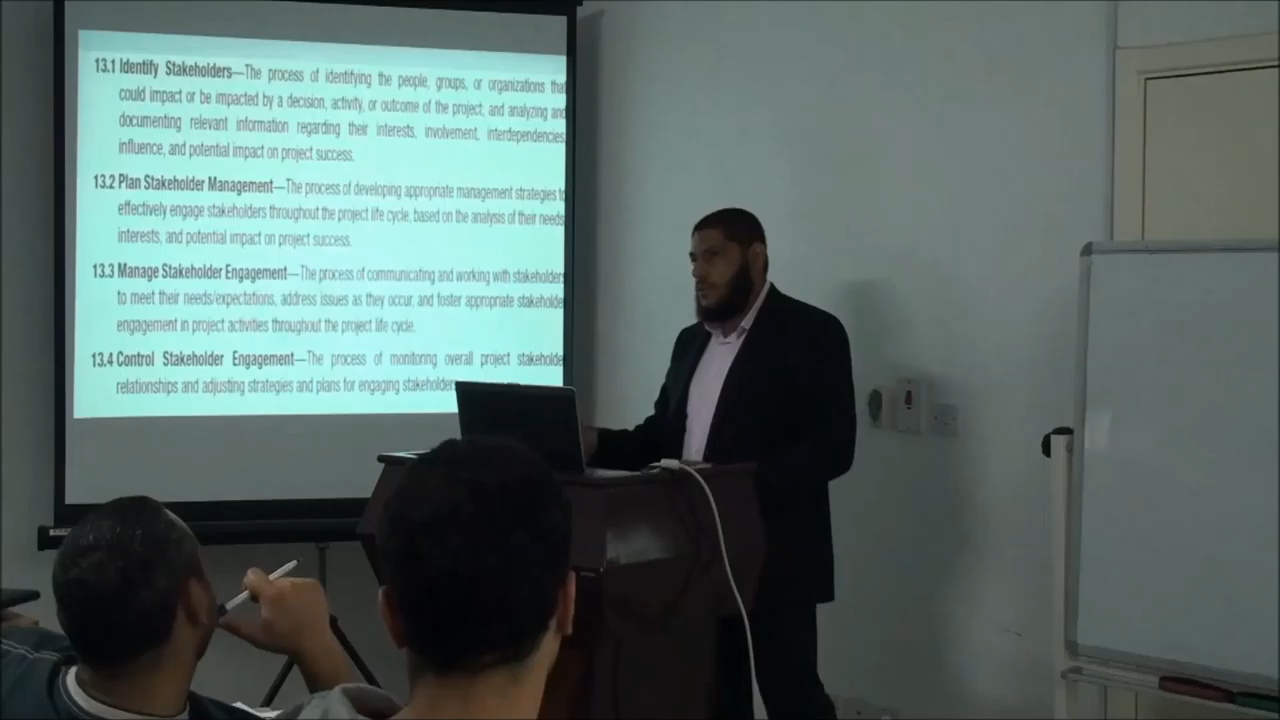 13.1 Identify Stakeholders—The process of identifying the people, groups, or organizations that
could impact or be impacted by a decision, activity, or outcome of the project; and analyzing and
documenting relevant information regarding their interests, involvement, interdependencies
influence, and potential impact on project success.
13.2 Plan Stakeholder Management—The process of developing appropriate management strategies to
effectively engage stakeholders throughout the project life cycle, based on the analysis of their needs
interests, and potential impact on project success.
13.3 Manage Stakeholder Engagement—The process of communicating and working with stakeholders
to meet their needs/expectations, address issues as they occur, and foster appropriate stakeholder
engagement in project activities throughout the project life cycle.
13.4 Control Stakeholder Engagement—The process of monitoring overall project stakeholder
relationships and adjusting strategies and plans for engaging stakeholders